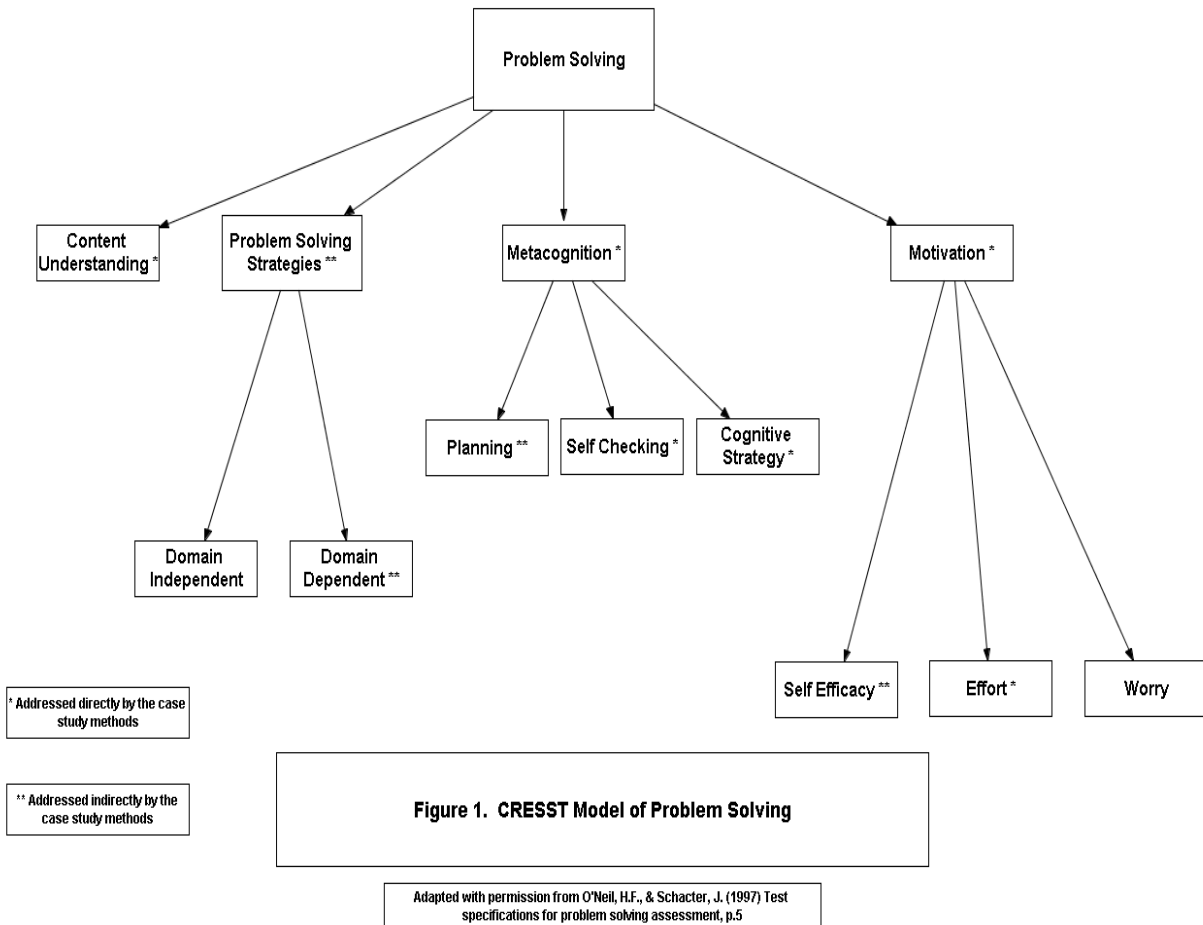 Problem Solving
Content
Understanding *
Problem Solving
Strategies **
Metacognition *
Motivation *
Planning **
Self Checking *
Cognitive
Strategy *
Domain
Independent
Domain
Dependent **
Self Efficacy **
Effort *
Worry
* Addressed directly by the case
study methods
** Addressed indirectly by the
case study methods
Figure 1. CRESST Model of Problem Solving
Adapted with permission from O'Neil, H.F., & Schacter, J. (1997) Test
specifications for problem solving assessment, p.5